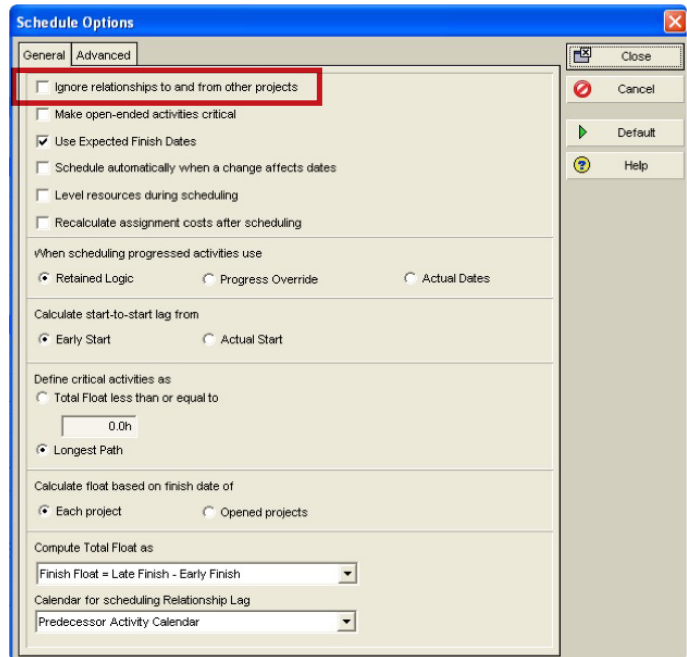 Schedule Options
General Advanced
Close
Ignore relationships to and from other projects
Cancel
Make open-ended activities critical
Use Expected Finish Dates
Default
Schedule automatically when a change affects dates
Help
Level resources during scheduling
Recalculate assignment costs after scheduling
When scheduling progressed activities use
Retained Logic Progress Override Actual Dates
Calculate start-to-start lag from
Early Start Actual Start
Define critical activities as
Total Float less than or equal to
0.0h
Longest Path
Calculate float based on finish date of
Each project Opened projects
Compute Total Float as
Finish Float = Late Finish - Early Finish
Calendar for scheduling Relationship Lag
Predecessor Activity Calendar